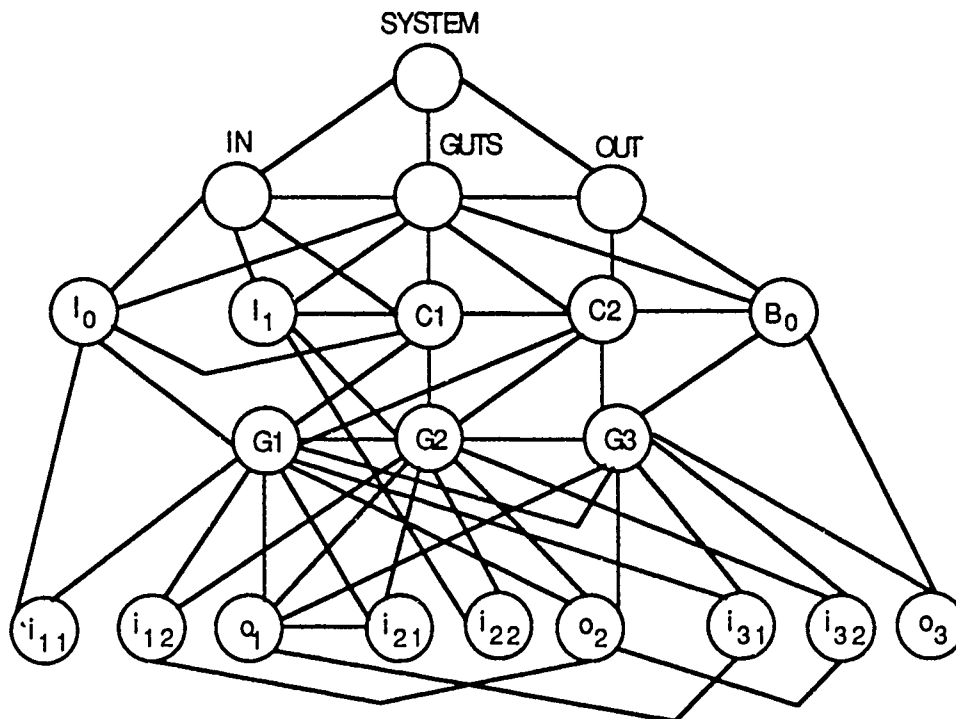 SYSTEM
IN GUTS OUT
I0 I1 C1 C2 B0
G1 G2 G3
i11 i12 o1 i21 i22 o2 i31 i32 o3